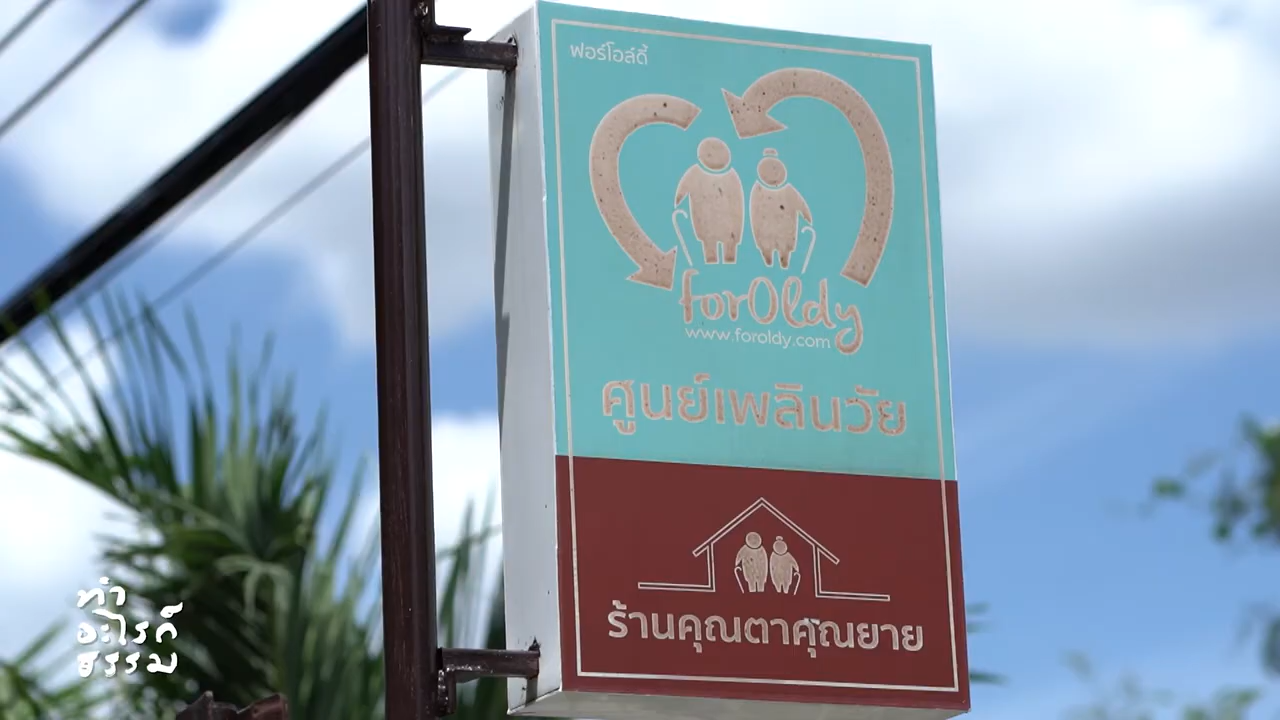 ฟอร์โอลดี้
forOldy
www.foroldy.com
ศูนย์เพลินวัย
ร้านคุณตาคุณยาย
ทำ
อะไรก็
ธรรม